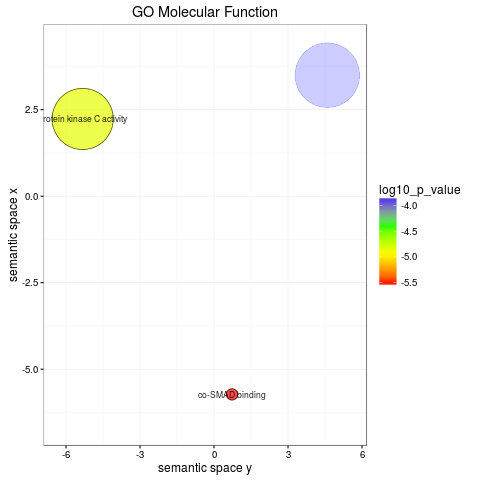 GO Molecular Function
2.5
0.0
-2.5
-5.0
semantic space x
rotein kinase C activity
co-SMAD binding
-6
-3
0
3
6
semantic space y
log10_p_value
-4.0
-4.5
-5.0
-5.5